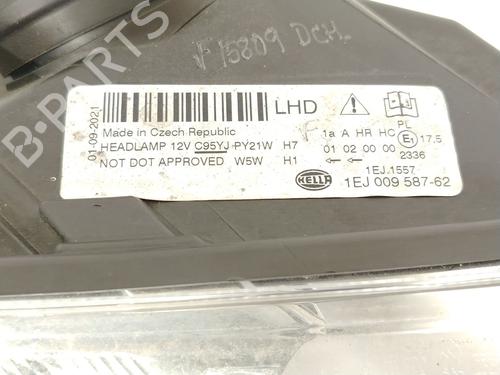 V 15809 DCH
B-PARTS
01-09-2021
LHD
Made in Czech Republic
HEADLAMP 12V C95YJ PY21W H7
NOT DOT APPROVED W5W H1
F 1a A HR HC PL
01 02 00 00 E1 17,5
2336
1EJ.1557
HELLA
1EJ 009 587-62